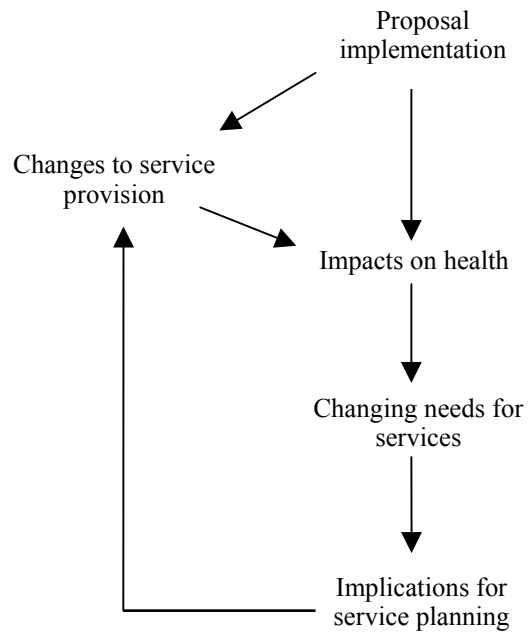 Proposal
implementation
Changes to service
provision
Impacts on health
Changing needs for
services
Implications for
service planning